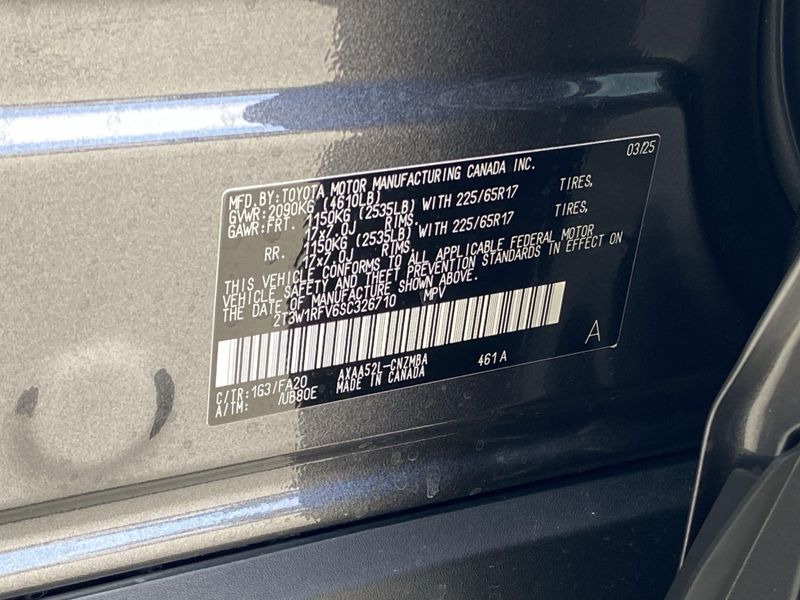 03/25
MFD.BY:TOYOTA MOTOR MANUFACTURING CANADA INC.
GVWR:2090KG (4610LB)
GAWR:FRT. 1150KG (2535LB) WITH 225/65R17 TIRES,
17x7.0J RIMS.
RR. 1150KG (2535LB) WITH 225/65R17 TIRES,
17x7.0J RIMS.
THIS VEHICLE CONFORMS TO ALL APPLICABLE FEDERAL MOTOR
VEHICLE SAFETY AND THEFT PREVENTION STANDARDS IN EFFECT ON
THE DATE OF MANUFACTURE SHOWN ABOVE.
2T3W1RFV6SC326710 MPV
A
C/TR:1G3/FA20 AXAA52L-CNZMBA 461A
A/TM: /UB80E MADE IN CANADA